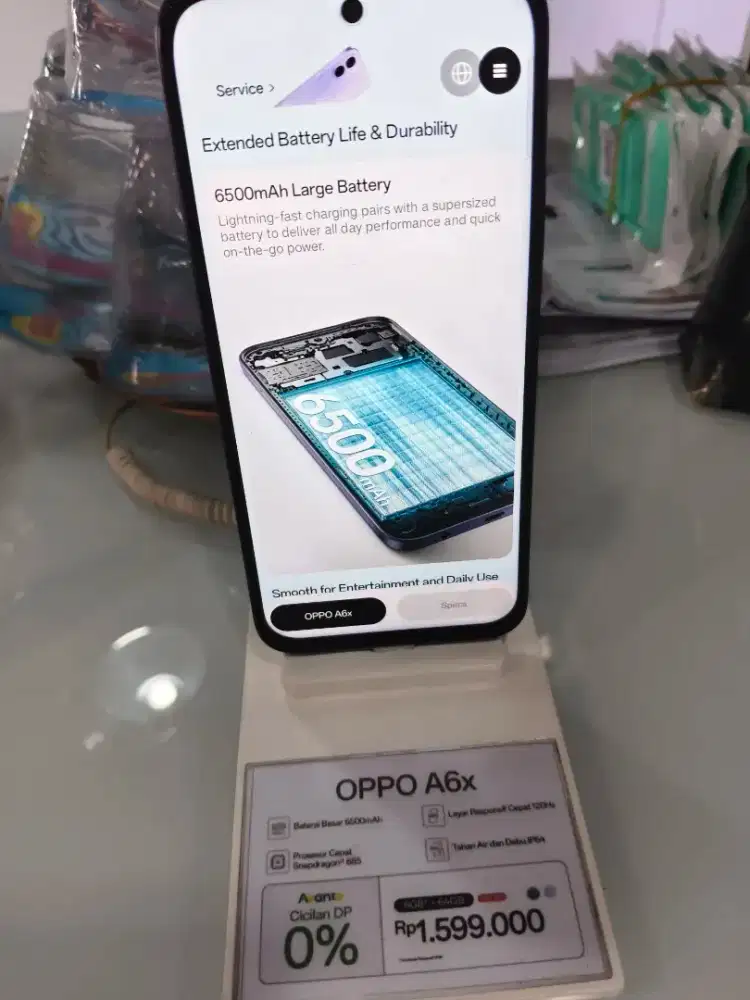 Service >
Extended Battery Life & Durability
6500mAh Large Battery
Lightning-fast charging pairs with a supersized
battery to deliver all day performance and quick
on-the-go power.
6500mAh
Smooth for Entertainment and Daily Use
OPPO A6x
Specs
OPPO A6x
Baterai Besar 6500mAh
Layar Responsif Cepat 120Hz
Prosesor Cepat
Snapdragon® 685
Tahan Air dan Debu IP64
Avanto
Cicilan DP
0%
+ 64GB
Rp1.599.000